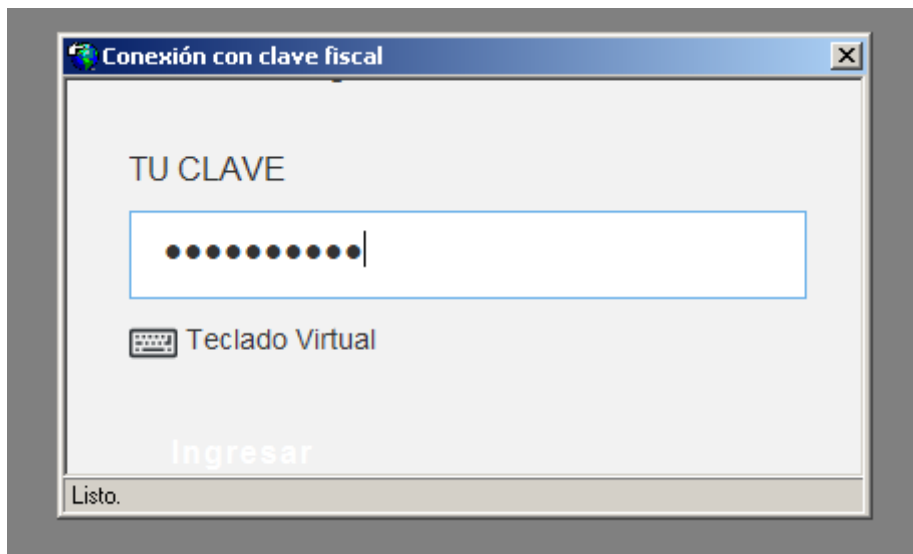 Conexión con clave fiscal
TU CLAVE
••••••••••
Teclado Virtual
Ingresar
Listo.